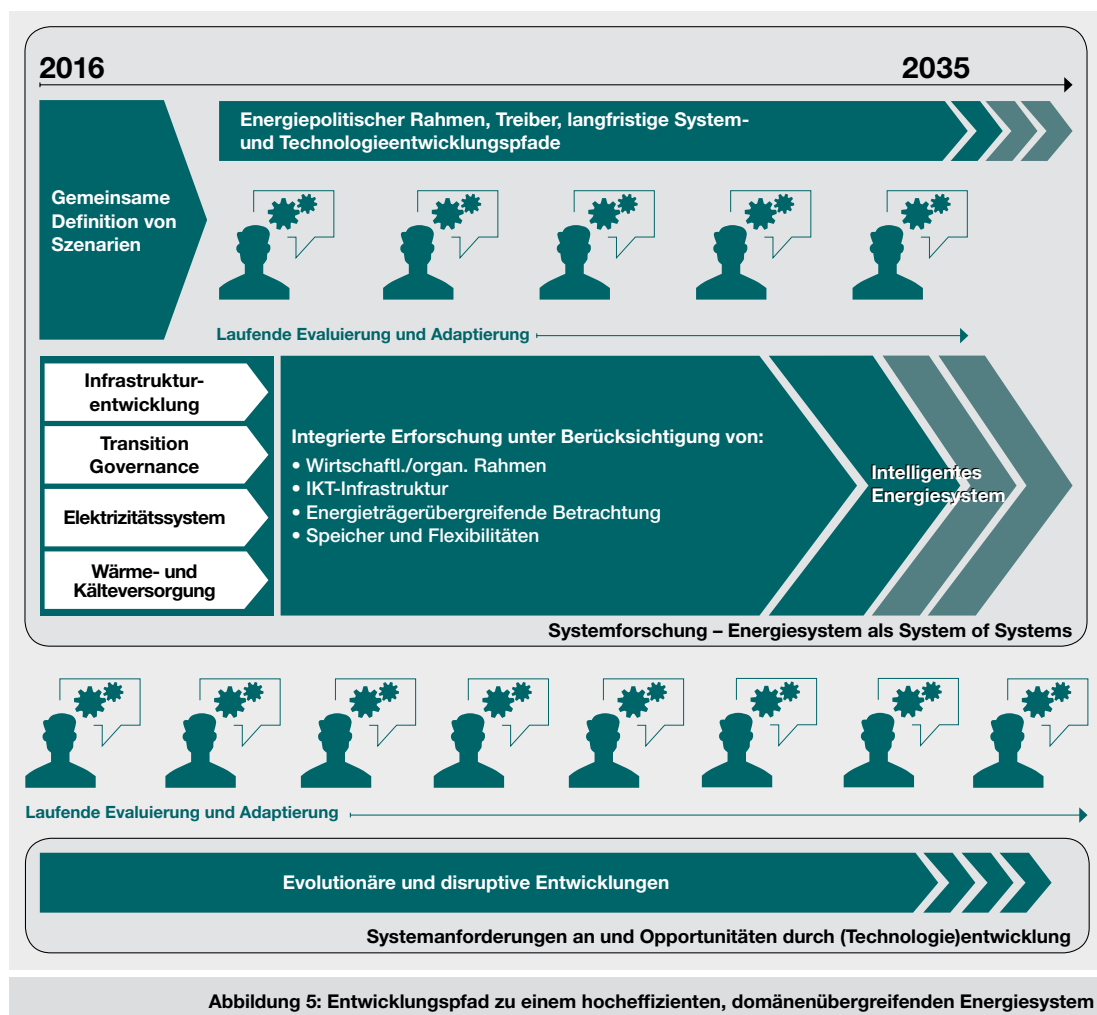 2016
2035
Energiepolitischer Rahmen, Treiber, langfristige System-
und Technologieentwicklungspfade
Gemeinsame
Definition von
Szenarien
Laufende Evaluierung und Adaptierung
Infrastruktur-
entwicklung
Transition
Governance
Elektrizitätssystem
Wärme- und
Kälteversorgung
Integrierte Erforschung unter Berücksichtigung von:
• Wirtschaftl./organ. Rahmen
• IKT-Infrastruktur
• Energieträgerübergreifende Betrachtung
• Speicher und Flexibilitäten
Intelligentes
Energiesystem
Systemforschung – Energiesystem als System of Systems
Laufende Evaluierung und Adaptierung
Evolutionäre und disruptive Entwicklungen
Systemanforderungen an und Opportunitäten durch (Technologie)entwicklung
Abbildung 5: Entwicklungspfad zu einem hocheffizienten, domänenübergreifenden Energiesystem